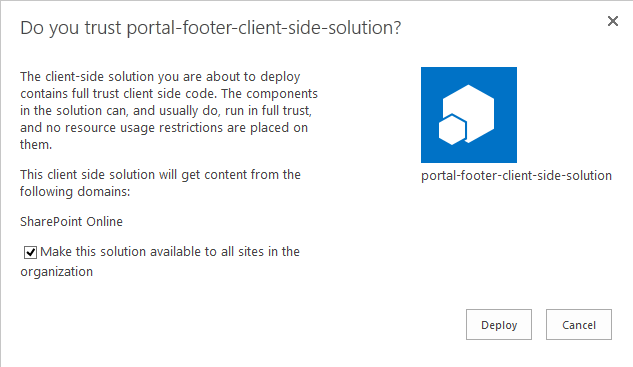 Do you trust portal-footer-client-side-solution?
The client-side solution you are about to deploy
contains full trust client side code. The components
in the solution can, and usually do, run in full trust,
and no resource usage restrictions are placed on
them.
This client side solution will get content from the
following domains:
SharePoint Online
Make this solution available to all sites in the
organization
portal-footer-client-side-solution
Deploy
Cancel